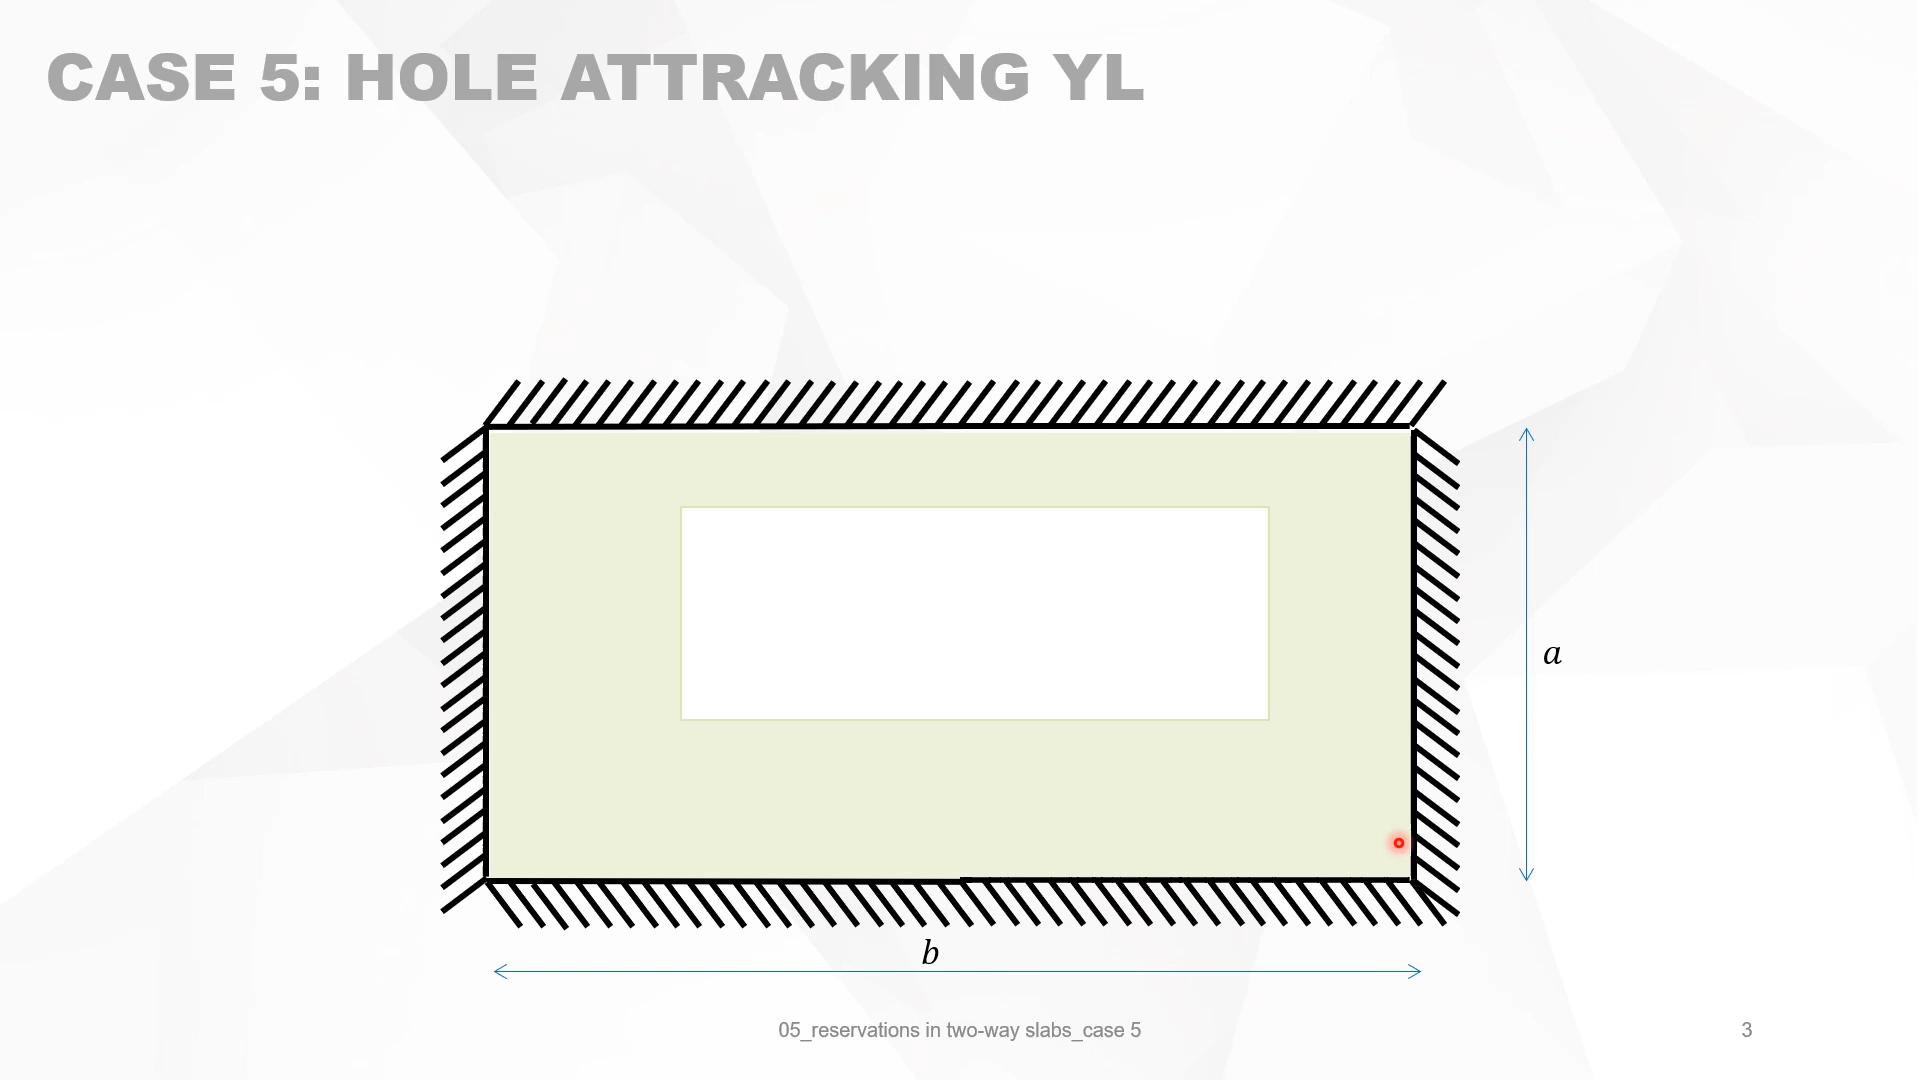 CASE 5: HOLE ATTRACKING YL
a
b
05_reservations in two-way slabs_case 5
3